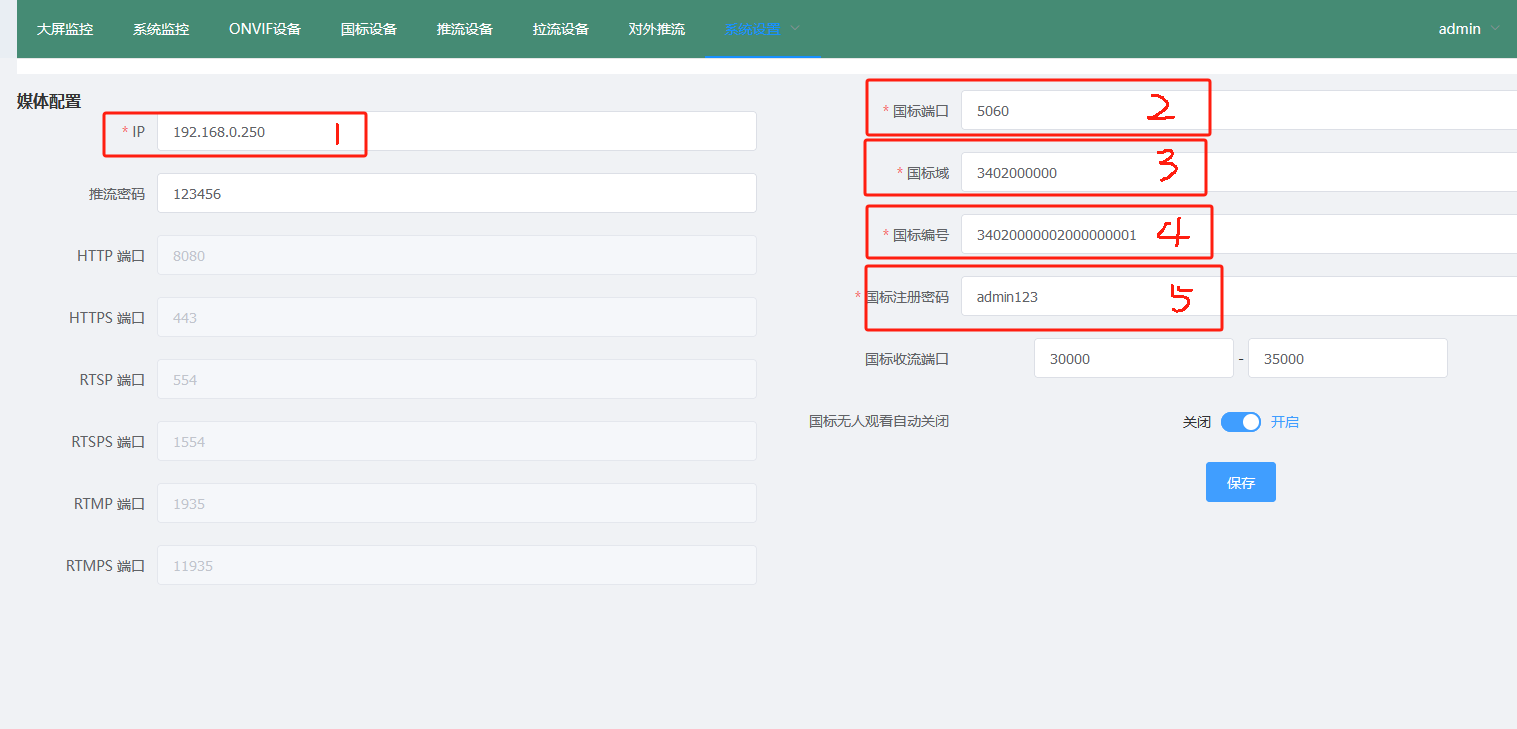 大屏监控 系统监控 ONVIF设备 国标设备 推流设备 拉流设备 对外推流 系统设置 admin
媒体配置
* IP 192.168.0.250 1
推流密码 123456
HTTP 端口 8080
HTTPS 端口 443
RTSP 端口 554
RTSPS 端口 1554
RTMP 端口 1935
RTMPS 端口 11935
* 国标端口 5060 2
* 国标域 3402000000 3
* 国标编号 34020000002000000001 4
* 国标注册密码 admin123 5
国标收流端口 30000 - 35000
国标无人观看自动关闭 关闭 开启
保存